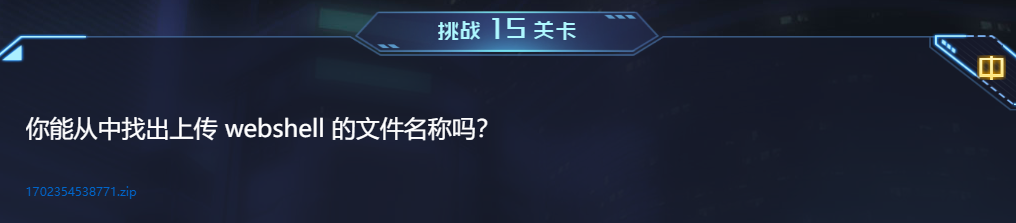 挑战 15 关卡
中
你能从中找出上传 webshell 的文件名称吗?
1702354538771.zip